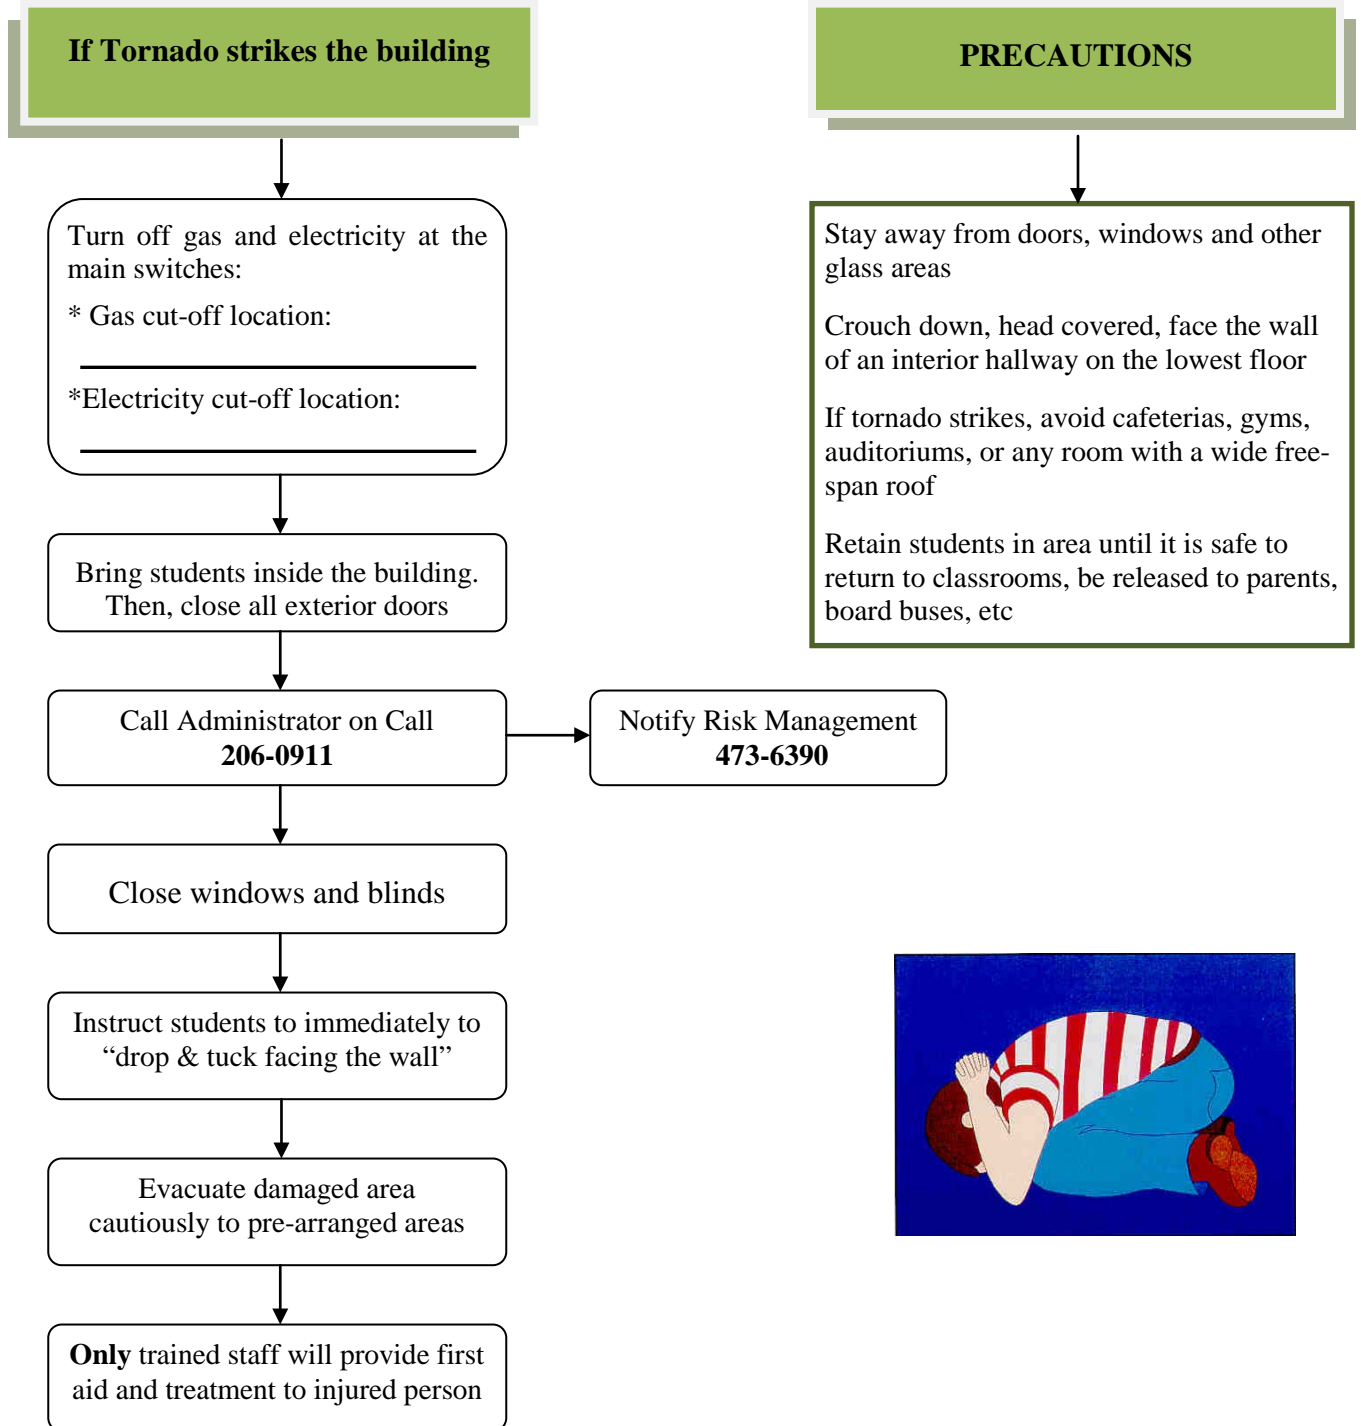 If Tornado strikes the building
Turn off gas and electricity at the
main switches:
* Gas cut-off location:
*Electricity cut-off location:
Bring students inside the building.
Then, close all exterior doors
Call Administrator on Call
206-0911
Notify Risk Management
473-6390
Close windows and blinds
Instruct students to immediately to
“drop & tuck facing the wall”
Evacuate damaged area
cautiously to pre-arranged areas
Only trained staff will provide first
aid and treatment to injured person
PRECAUTIONS
Stay away from doors, windows and other
glass areas
Crouch down, head covered, face the wall
of an interior hallway on the lowest floor
If tornado strikes, avoid cafeterias, gyms,
auditoriums, or any room with a wide free-
span roof
Retain students in area until it is safe to
return to classrooms, be released to parents,
board buses, etc